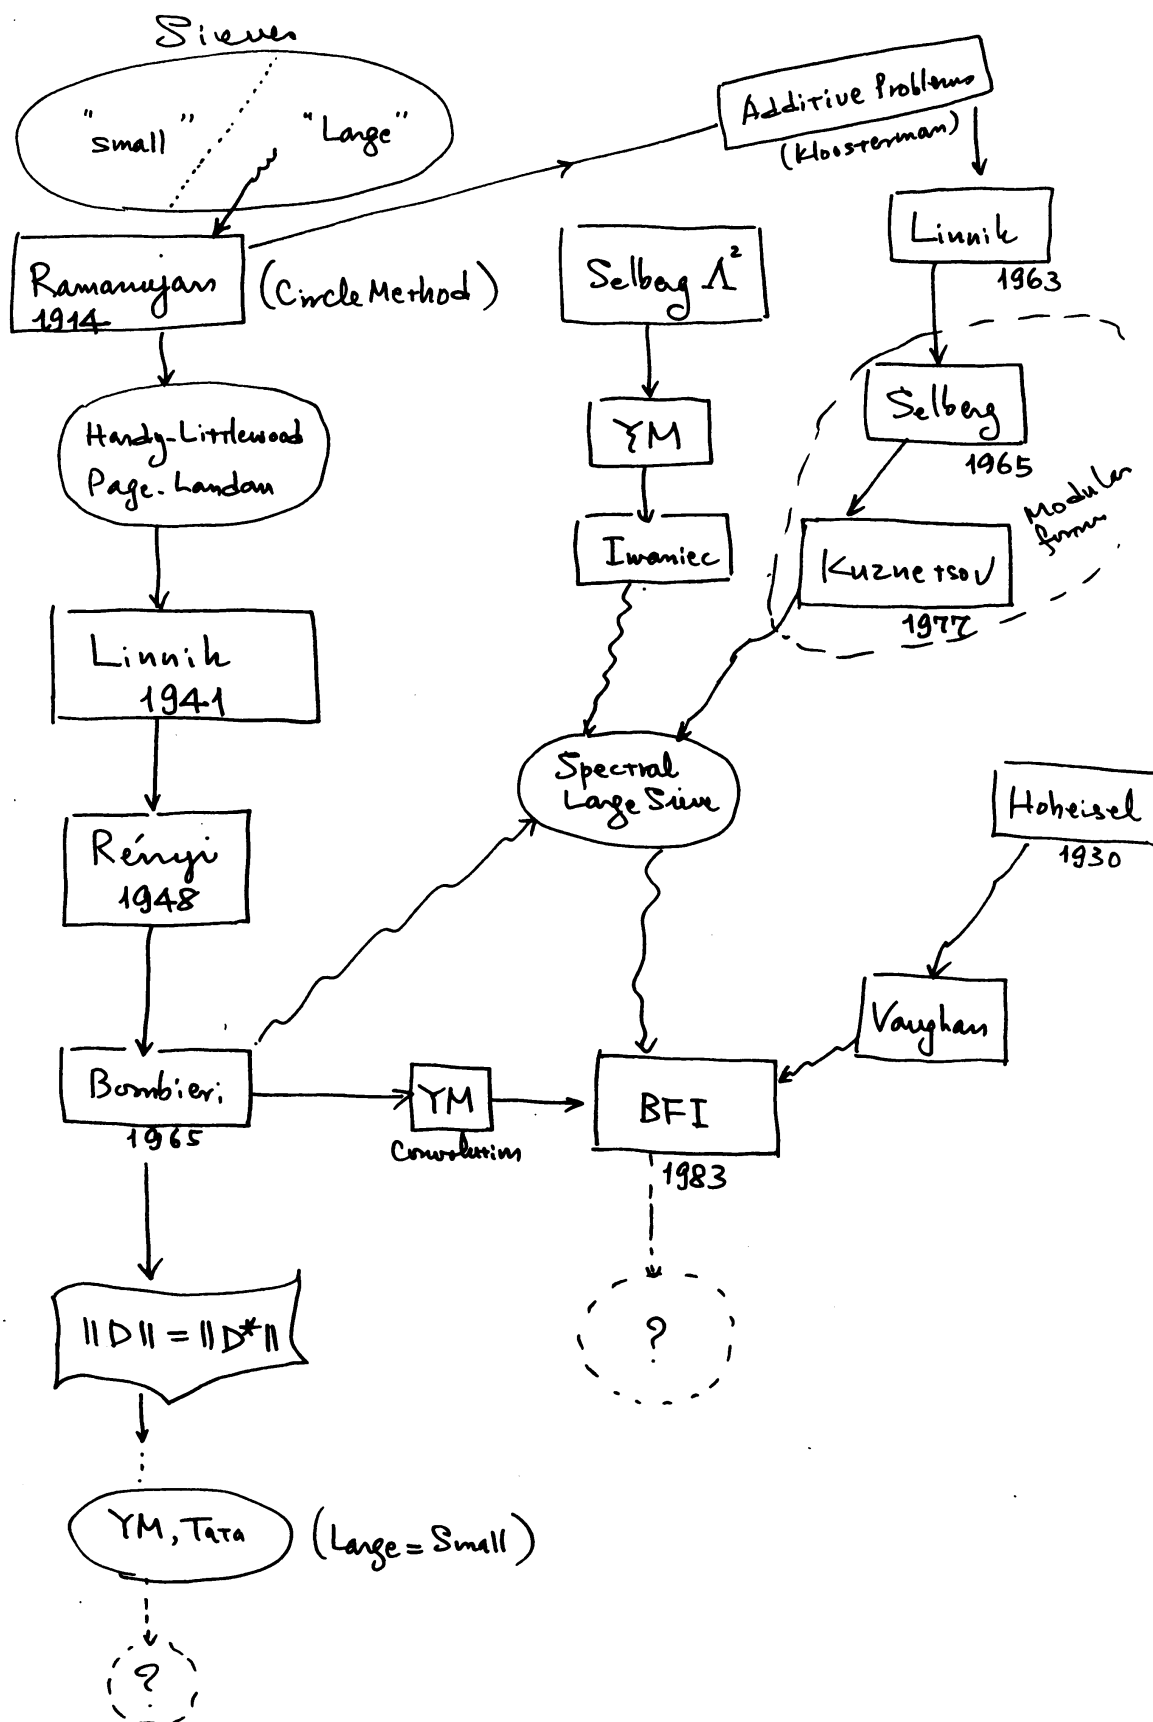 Sieves
"small"
"Large"
Additive Problems
(Kloosterman)
Linnik
1963
Ramanujan
1914
(Circle Method)
Selberg Λ²
Selberg
1965
Hardy-Littlewood
Page-Landau
YM
Iwaniec
Kuznetsov
1977
Modular
forms
Linnik
1941
Spectral
Large Sieve
Hoheisel
1930
Rényi
1948
Vaughan
Bombieri
1965
YM
Convolution
BFI
1983
|| D || = || D* ||
?
YM, Tata
(Large = Small)
?